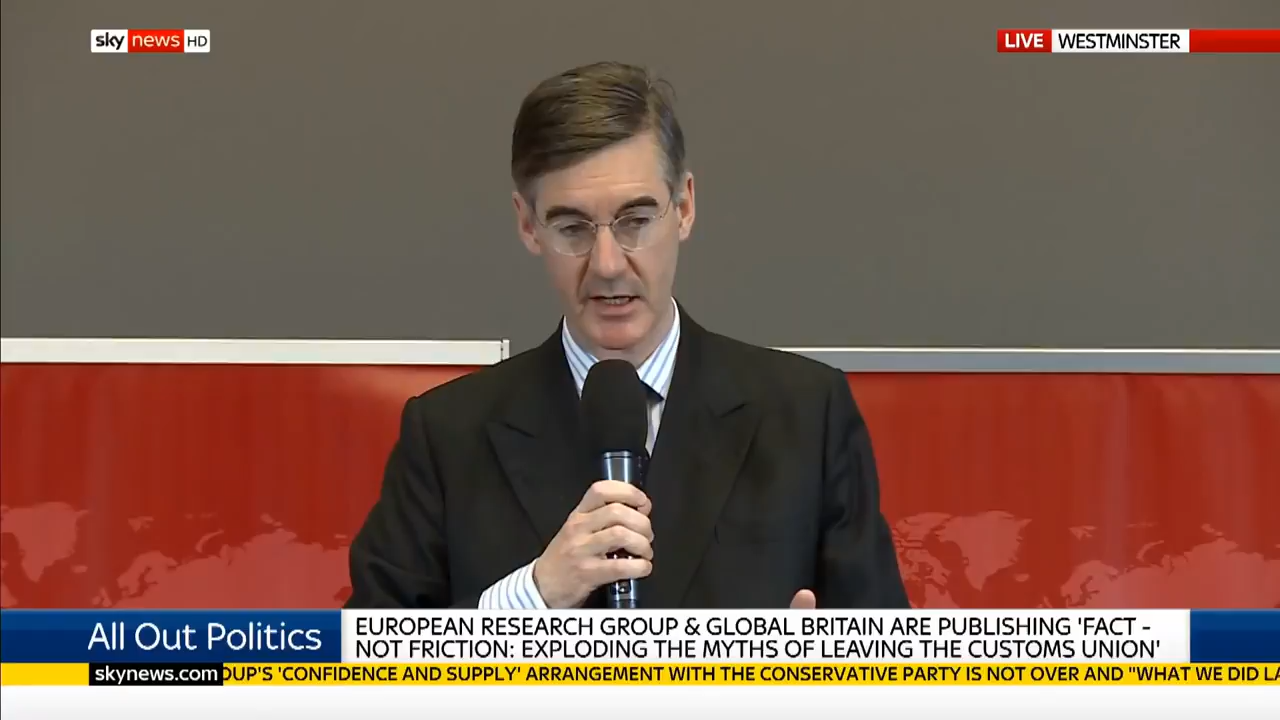 sky news HD
LIVE WESTMINSTER
All Out Politics
EUROPEAN RESEARCH GROUP & GLOBAL BRITAIN ARE PUBLISHING 'FACT -
NOT FRICTION: EXPLODING THE MYTHS OF LEAVING THE CUSTOMS UNION'
skynews.com OUP'S 'CONFIDENCE AND SUPPLY' ARRANGEMENT WITH THE CONSERVATIVE PARTY IS NOT OVER AND "WHAT WE DID LA